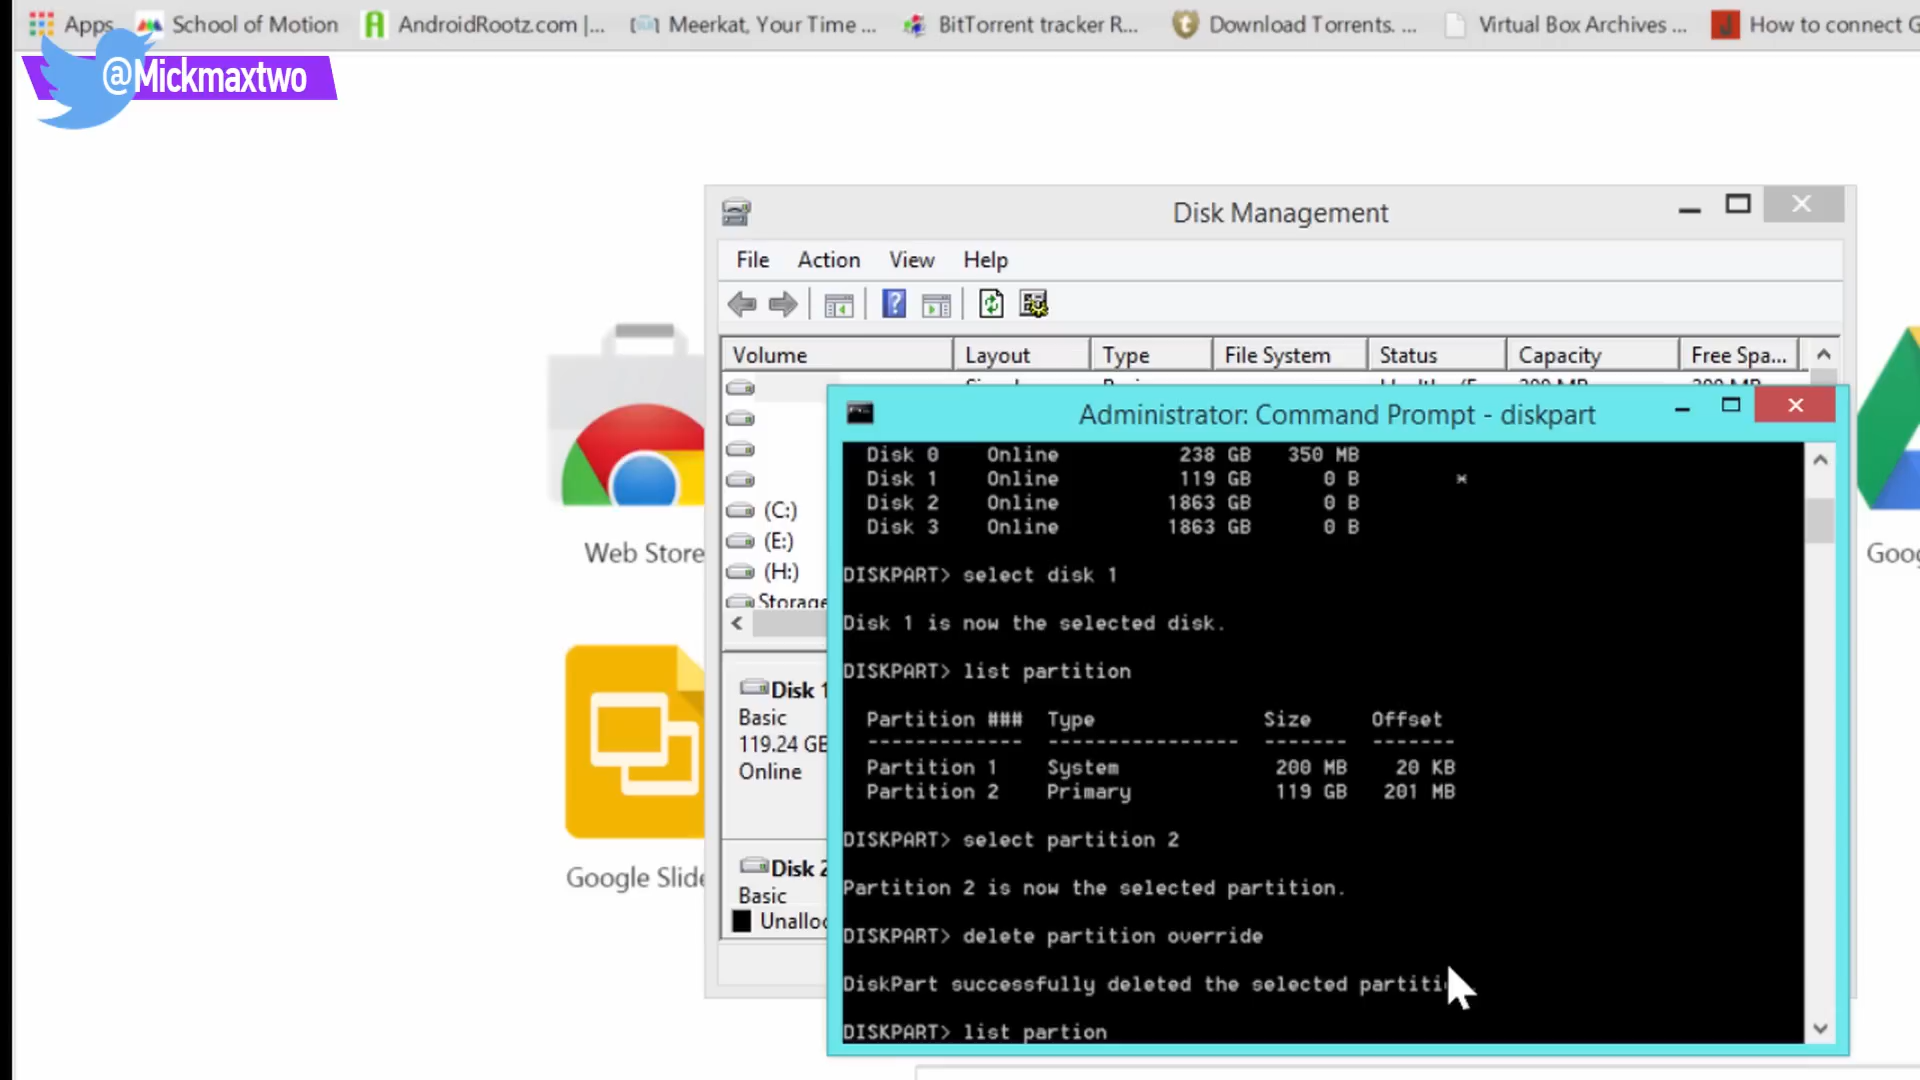 Apps School of Motion AndroidRootz.com |... Meerkat, Your Time ... BitTorrent tracker R... Download Torrents. ... Virtual Box Archives ... How to connect G
@Mickmaxtwo
Disk Management
File Action View Help
Volume Layout Type File System Status Capacity Free Spa...
Administrator: Command Prompt - diskpart
Disk 0 Online 238 GB 350 MB
Disk 1 Online 119 GB 0 B *
Disk 2 Online 1863 GB 0 B
Disk 3 Online 1863 GB 0 B
DISKPART> select disk 1
Disk 1 is now the selected disk.
DISKPART> list partition
Partition ### Type Size Offset
------------- ---------------- ------- -------
Partition 1 System 200 MB 20 KB
Partition 2 Primary 119 GB 201 MB
DISKPART> select partition 2
Partition 2 is now the selected partition.
DISKPART> delete partition override
DiskPart successfully deleted the selected partiti
DISKPART> list partion
(C:)
(E:)
(H:)
Storage
Disk 1
Basic
119.24 GB
Online
Disk 2
Basic
Unalloc
Web Store
Google Slide
Goog